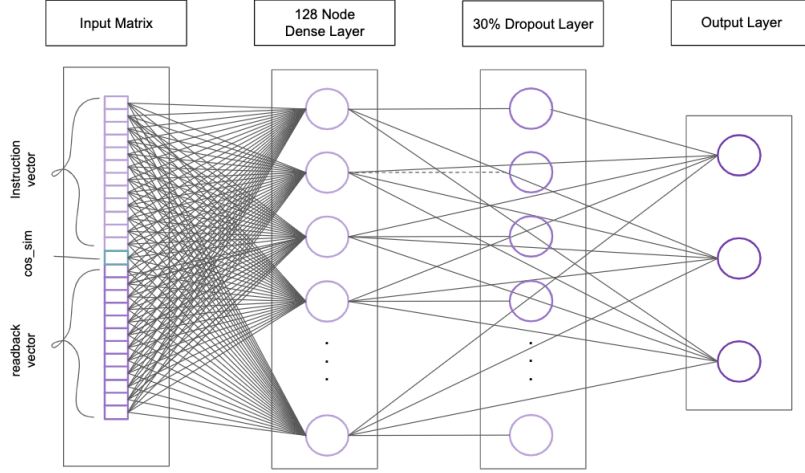 Input Matrix
128 Node
Dense Layer
30% Dropout Layer
Output Layer
Instruction
vector
cos_sim
readback
vector